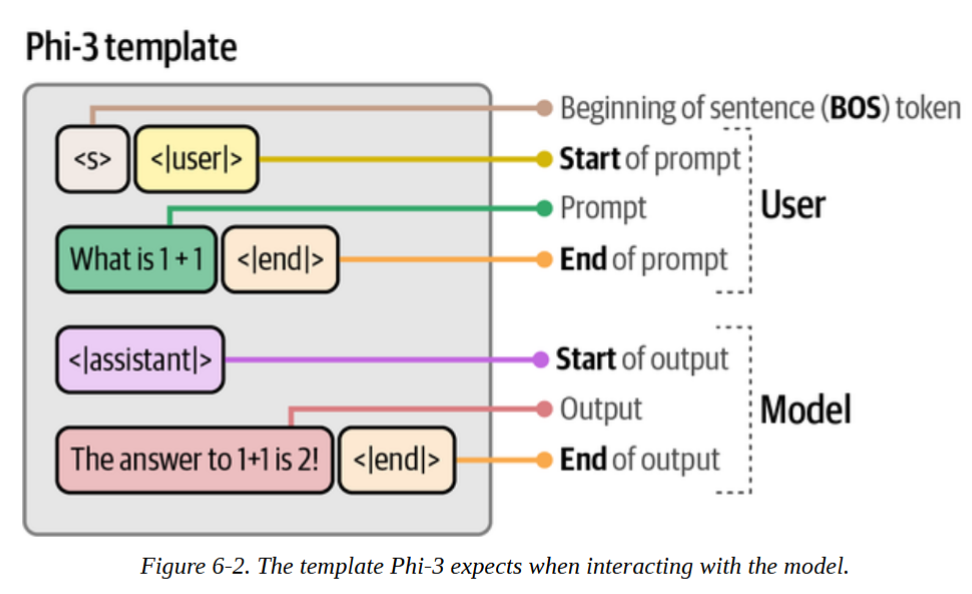 Phi-3 template
Beginning of sentence (BOS) token
<s> <|user|> Start of prompt
Prompt
User
What is 1 + 1 <|end|> End of prompt
<|assistant|> Start of output
Output
Model
The answer to 1+1 is 2! <|end|> End of output
Figure 6-2. The template Phi-3 expects when interacting with the model.